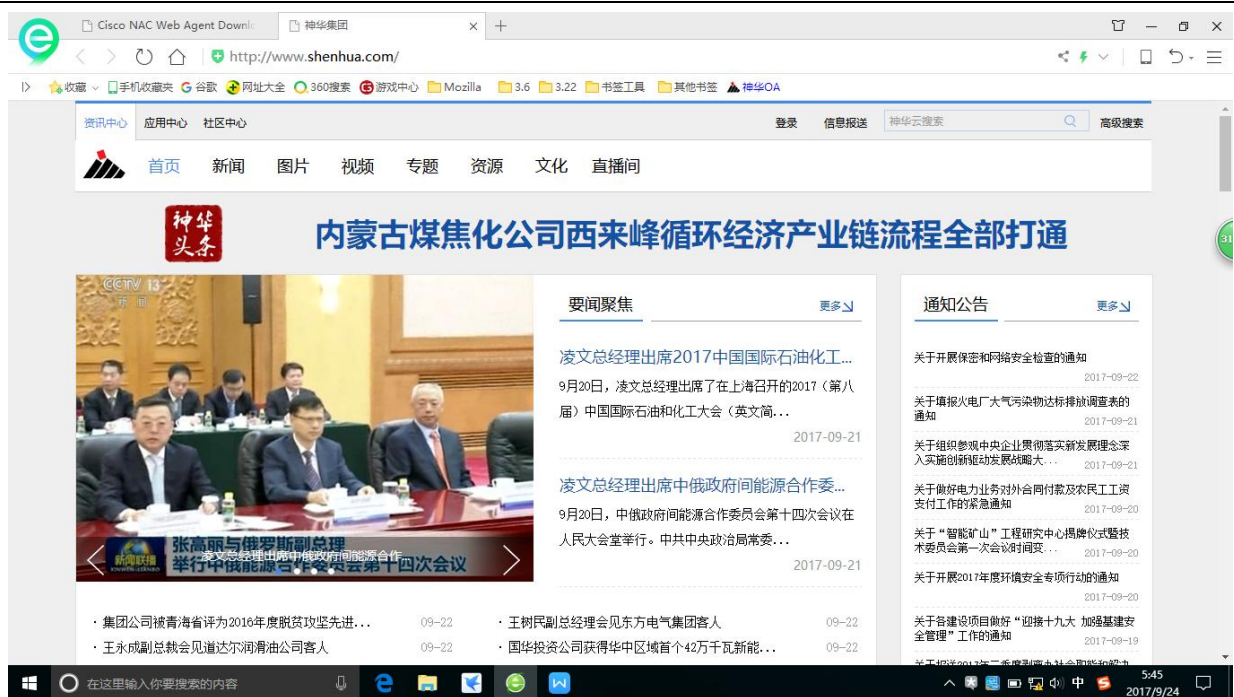 Cisco NAC Web Agent Downl
神华集团
http://www.shenhua.com/
收藏 手机收藏夹 谷歌 网址大全 360搜索 游戏中心 Mozilla 3.6 3.22 书签工具 其他书签 神华OA
资讯中心 应用中心 社区中心 登录 信息报送 神华云搜索 高级搜索
首页 新闻 图片 视频 专题 资源 文化 直播间
神华头条
内蒙古煤焦化公司西来峰循环经济产业链流程全部打通
CCTV 13
新闻
新闻联播
张高丽与俄罗斯副总理
举行中俄能源合作委员会第十四次会议
凌文总经理出席中俄政府间能源合作...
要闻聚焦 更多
凌文总经理出席2017中国国际石油化工...
9月20日，凌文总经理出席了在上海召开的2017（第八
届）中国国际石油和化工大会（英文简...
2017-09-21
凌文总经理出席中俄政府间能源合作委...
9月20日，中俄政府间能源合作委员会第十四次会议在
人民大会堂举行。中共中央政治局常委...
2017-09-21
通知公告 更多
关于开展保密和网络安全检查的通知
2017-09-22
关于填报火电厂大气污染物达标排放调查表的
通知 2017-09-21
关于组织参观中央企业贯彻落实新发展理念深
入实施创新驱动发展战略大... 2017-09-21
关于做好电力业务对外合同付款及农民工工资
支付工作的紧急通知 2017-09-20
关于“智能矿山”工程研究中心揭牌仪式暨技
术委员会第一次会议时间变... 2017-09-20
关于开展2017年度环境安全专项行动的通知
2017-09-20
关于各建设项目做好“迎接十九大 加强基建安
全管理”工作的通知 2017-09-19
· 集团公司被青海省评为2016年度脱贫攻坚先进... 09-22
· 王树民副总经理会见东方电气集团客人 09-22
· 王永成副总裁会见道达尔润滑油公司客人 09-22
· 国华投资公司获得华中区域首个42万千瓦新能... 09-22
31
在这里输入你要搜索的内容
中
5:45
2017/9/24